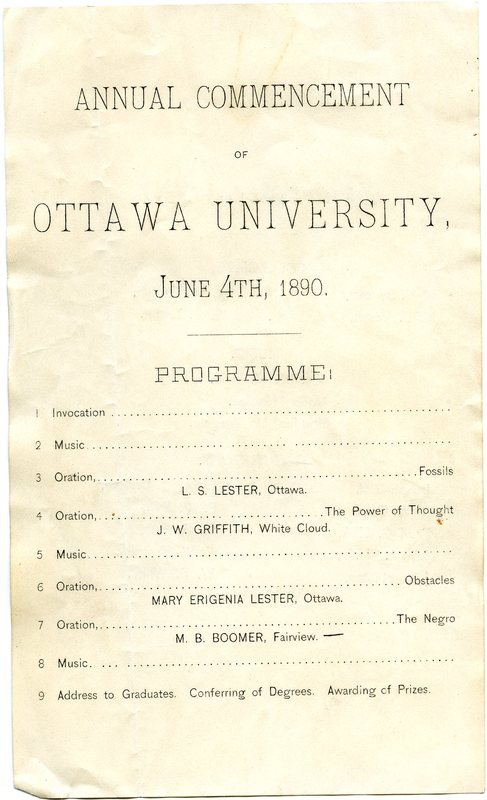 ANNUAL COMMENCEMENT
OF
OTTAWA UNIVERSITY,
JUNE 4TH, 1890.
PROGRAMME:
1 Invocation
2 Music
3 Oration, Fossils
L. S. LESTER, Ottawa.
4 Oration, The Power of Thought
J. W. GRIFFITH, White Cloud.
5 Music
6 Oration, Obstacles
MARY ERIGENIA LESTER, Ottawa.
7 Oration, The Negro
M. B. BOOMER, Fairview. —
8 Music
9 Address to Graduates. Conferring of Degrees. Awarding of Prizes.